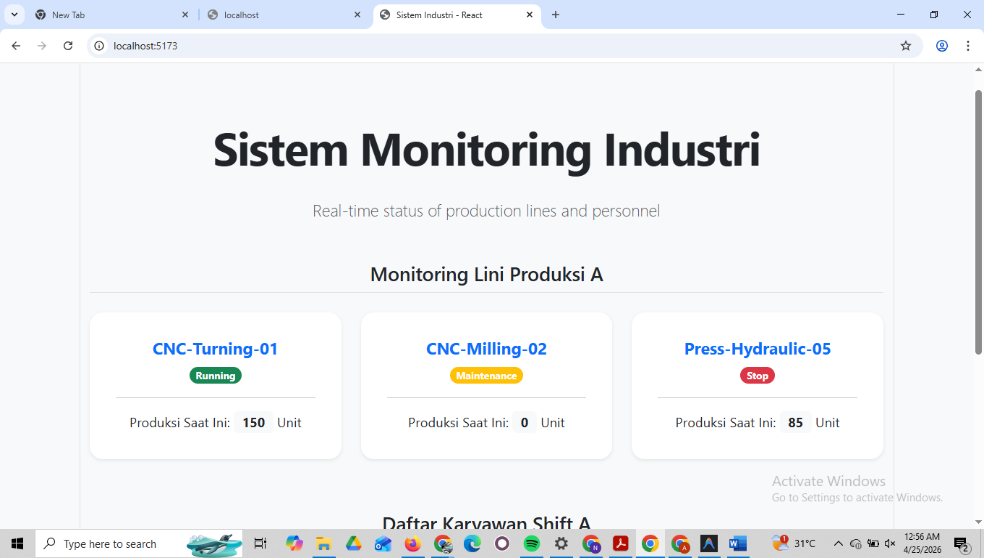 New Tab
localhost
Sistem Industri - React
localhost:5173
Sistem Monitoring Industri
Real-time status of production lines and personnel
Monitoring Lini Produksi A
CNC-Turning-01
Running
Produksi Saat Ini: 150 Unit
CNC-Milling-02
Maintenance
Produksi Saat Ini: 0 Unit
Press-Hydraulic-05
Stop
Produksi Saat Ini: 85 Unit
Activate Windows
Go to Settings to activate Windows.
Daftar Karyawan Shift A
Type here to search
31°C
12:56 AM
4/25/2026
2